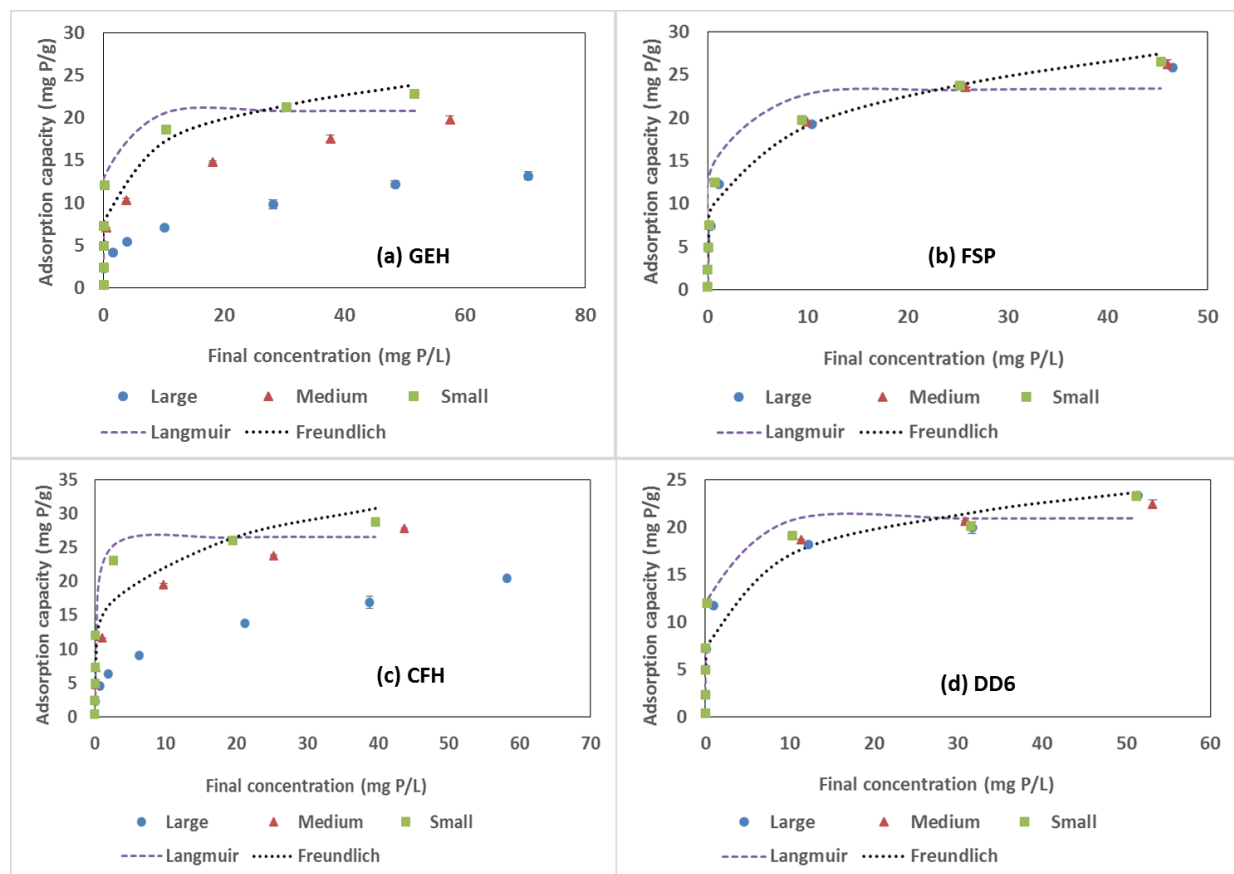 Adsorption capacity (mg P/g)
35
30
25
20
15
10
5
0
0 20 40 60 80
(a) GEH
Final concentration (mg P/L)
Large Medium Small
Langmuir Freundlich
Adsorption capacity (mg P/g)
30
25
20
15
10
5
0
0 10 20 30 40 50
(b) FSP
Final concentration (mg P/L)
Large Medium Small
Langmuir Freundlich
Adsorption capacity (mg P/g)
35
30
25
20
15
10
5
0
0 10 20 30 40 50 60 70
(c) CFH
Final concentration (mg P/L)
Large Medium Small
Langmuir Freundlich
Adsorption capacity (mg P/g)
25
20
15
10
5
0
0 10 20 30 40 50 60
(d) DD6
Final concentration (mg P/L)
Large Medium Small
Langmuir Freundlich